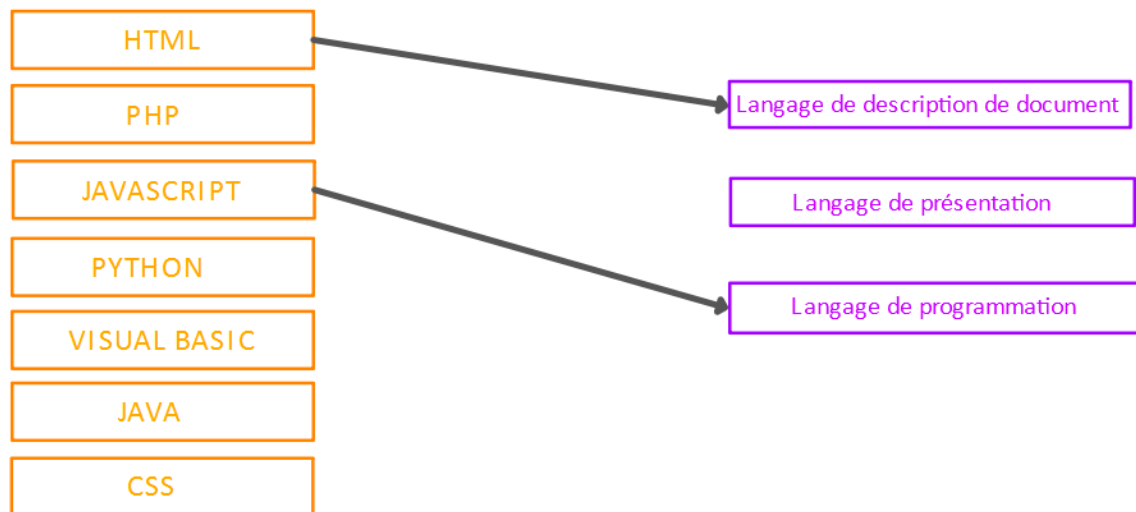 HTML
PHP
JAVASCRIPT
PYTHON
VISUAL BASIC
JAVA
CSS
Langage de description de document
Langage de présentation
Langage de programmation